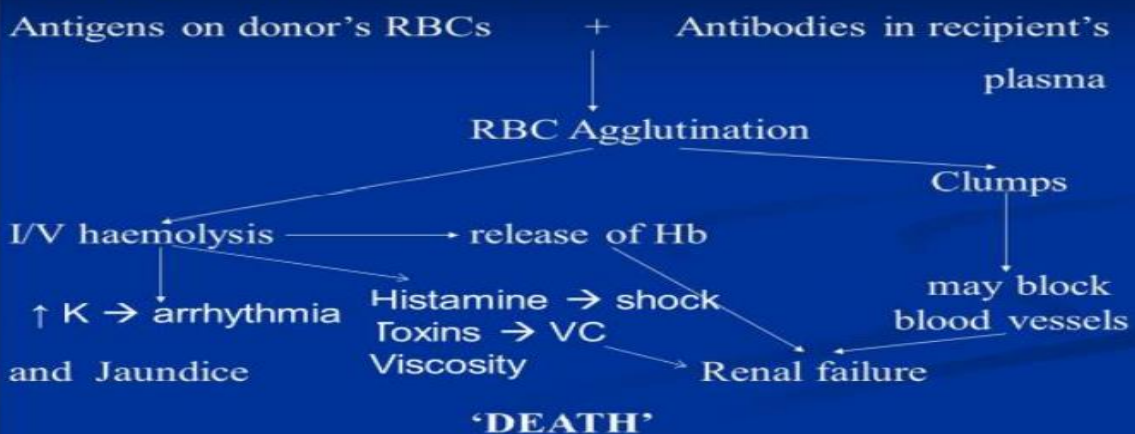 Antigens on donor's RBCs + Antibodies in recipient's
plasma
RBC Agglutination
Clumps
I/V haemolysis → release of Hb
may block
blood vessels
↑ K → arrhythmia
and Jaundice
Histamine → shock
Toxins → VC
Viscosity
Renal failure
'DEATH'